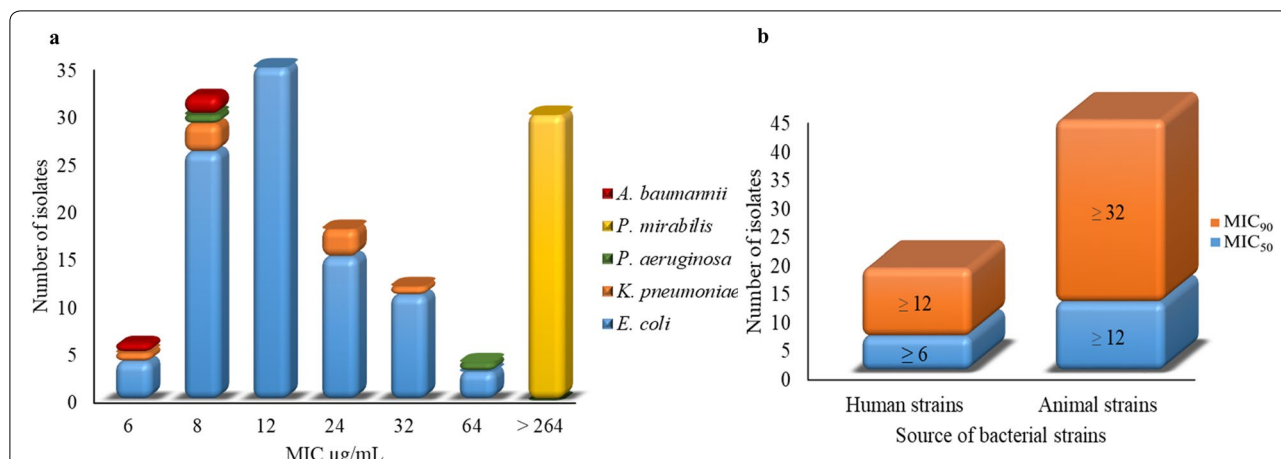 a
35
30
25
20
15
10
5
0
Number of isolates
6 8 12 24 32 64 > 264
MIC µg/mL
A. baumannii
P. mirabilis
P. aeruginosa
K. pneumoniae
E. coli
b
45
40
35
30
25
20
15
10
5
0
Number of isolates
≥ 12
≥ 6
≥ 32
≥ 12
Human strains Animal strains
Source of bacterial strains
MIC90
MIC50